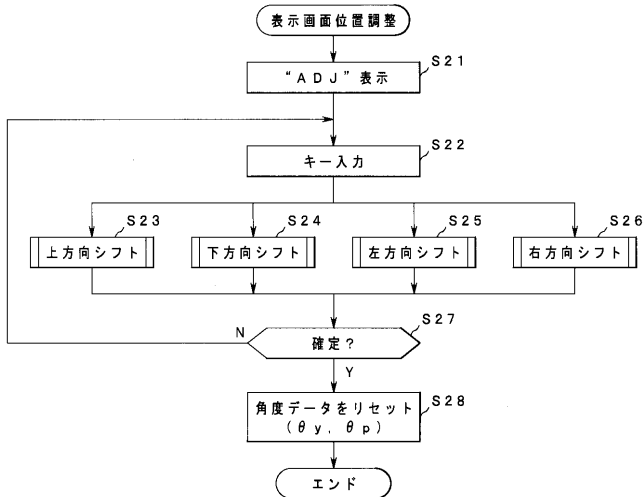 表示画面位置調整
S21
“ADJ”表示
S22
キー入力
S23
上方向シフト
S24
下方向シフト
S25
左方向シフト
S26
右方向シフト
S27
N
確定?
Y
S28
角度データをリセット
(θy, θp)
エンド